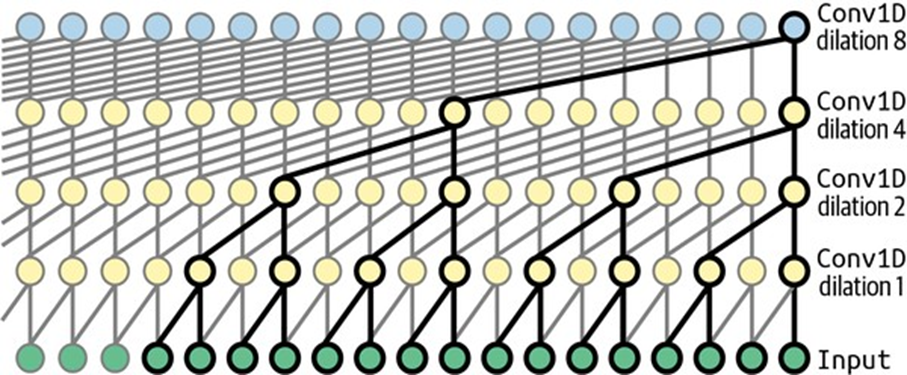 Conv1D
dilation 8
Conv1D
dilation 4
Conv1D
dilation 2
Conv1D
dilation 1
Input